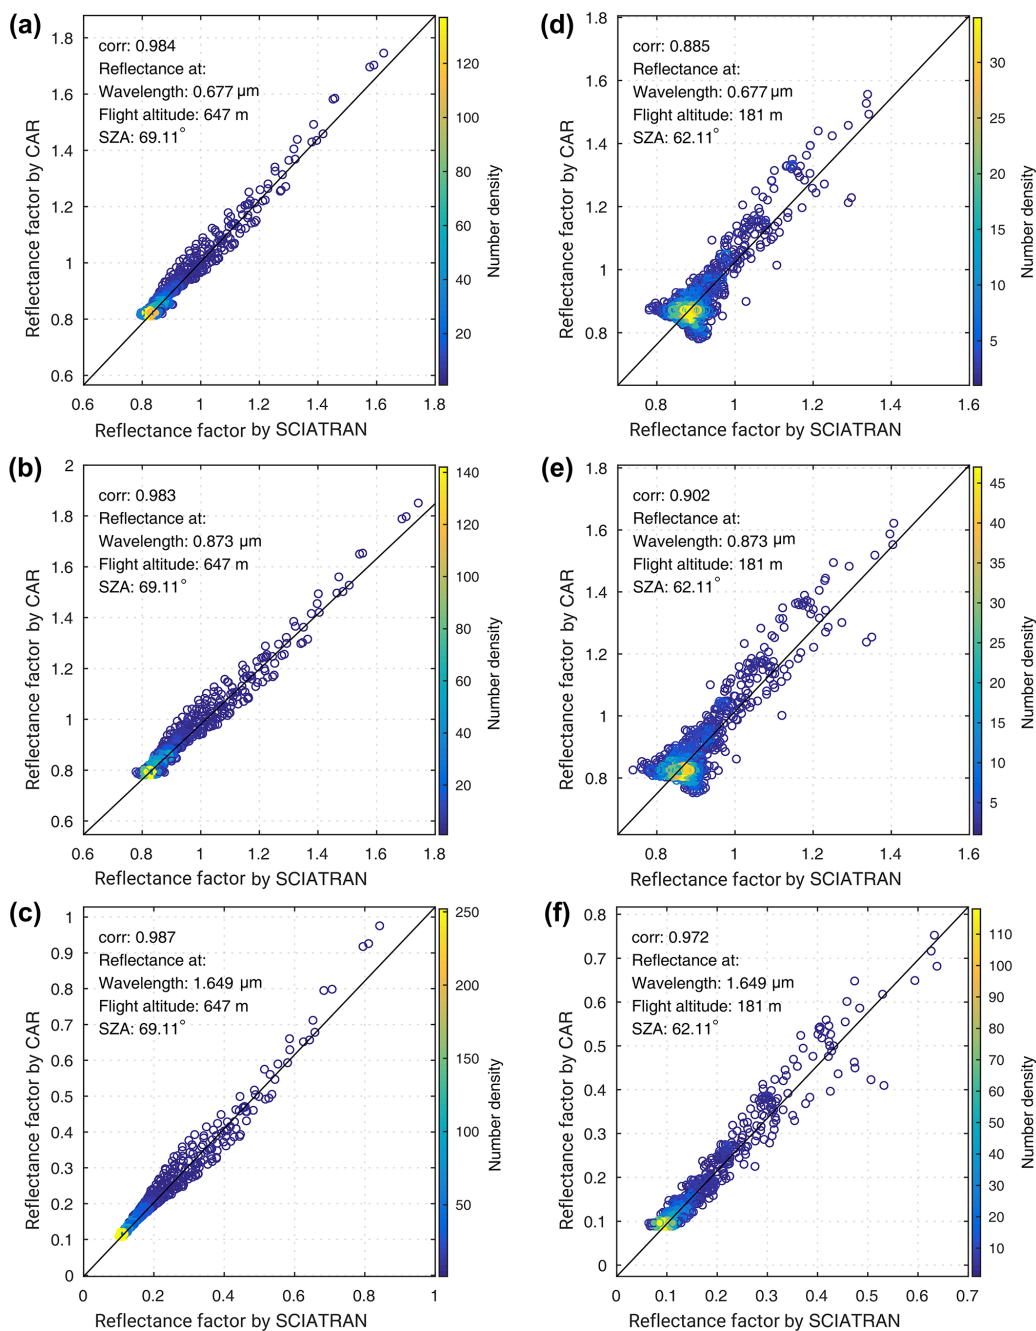 (a)
corr: 0.984
Reflectance at:
Wavelength: 0.677 µm
Flight altitude: 647 m
SZA: 69.11°
1.8
1.6
1.4
1.2
1
0.8
0.6
0.6 0.8 1 1.2 1.4 1.6 1.8
Reflectance factor by SCIATRAN
Reflectance factor by CAR
120
100
80
60
40
20
Number density
(d)
corr: 0.885
Reflectance at:
Wavelength: 0.677 µm
Flight altitude: 181 m
SZA: 62.11°
1.8
1.6
1.4
1.2
1
0.8
0.8 1 1.2 1.4 1.6
Reflectance factor by SCIATRAN
Reflectance factor by CAR
30
25
20
15
10
5
Number density
(b)
corr: 0.983
Reflectance at:
Wavelength: 0.873 µm
Flight altitude: 647 m
SZA: 69.11°
2
1.8
1.6
1.4
1.2
1
0.8
0.6
0.6 0.8 1 1.2 1.4 1.6 1.8
Reflectance factor by SCIATRAN
Reflectance factor by CAR
140
120
100
80
60
40
20
Number density
(e)
corr: 0.902
Reflectance at:
Wavelength: 0.873 µm
Flight altitude: 181 m
SZA: 62.11°
1.8
1.6
1.4
1.2
1
0.8
0.8 1 1.2 1.4 1.6
Reflectance factor by SCIATRAN
Reflectance factor by CAR
45
40
35
30
25
20
15
10
5
Number density
(c)
corr: 0.987
Reflectance at:
Wavelength: 1.649 µm
Flight altitude: 647 m
SZA: 69.11°
1
0.9
0.8
0.7
0.6
0.5
0.4
0.3
0.2
0.1
0
0 0.2 0.4 0.6 0.8 1
Reflectance factor by SCIATRAN
Reflectance factor by CAR
250
200
150
100
50
Number density
(f)
corr: 0.972
Reflectance at:
Wavelength: 1.649 µm
Flight altitude: 181 m
SZA: 62.11°
0.8
0.7
0.6
0.5
0.4
0.3
0.2
0.1
0
0 0.1 0.2 0.3 0.4 0.5 0.6 0.7
Reflectance factor by SCIATRAN
Reflectance factor by CAR
110
100
90
80
70
60
50
40
30
20
10
Number density